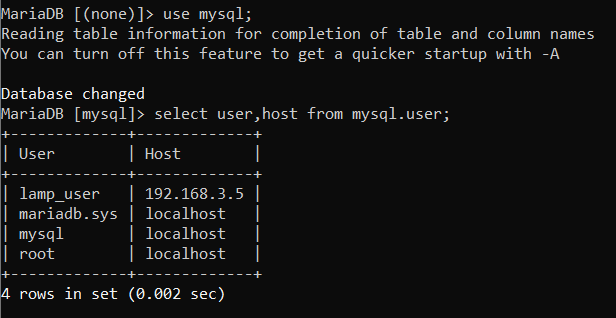 MariaDB [(none)]> use mysql;
Reading table information for completion of table and column names
You can turn off this feature to get a quicker startup with -A

Database changed
MariaDB [mysql]> select user,host from mysql.user;
+-------------+-------------+
| User        | Host        |
+-------------+-------------+
| lamp_user   | 192.168.3.5 |
| mariadb.sys | localhost   |
| mysql       | localhost   |
| root        | localhost   |
+-------------+-------------+
4 rows in set (0.002 sec)